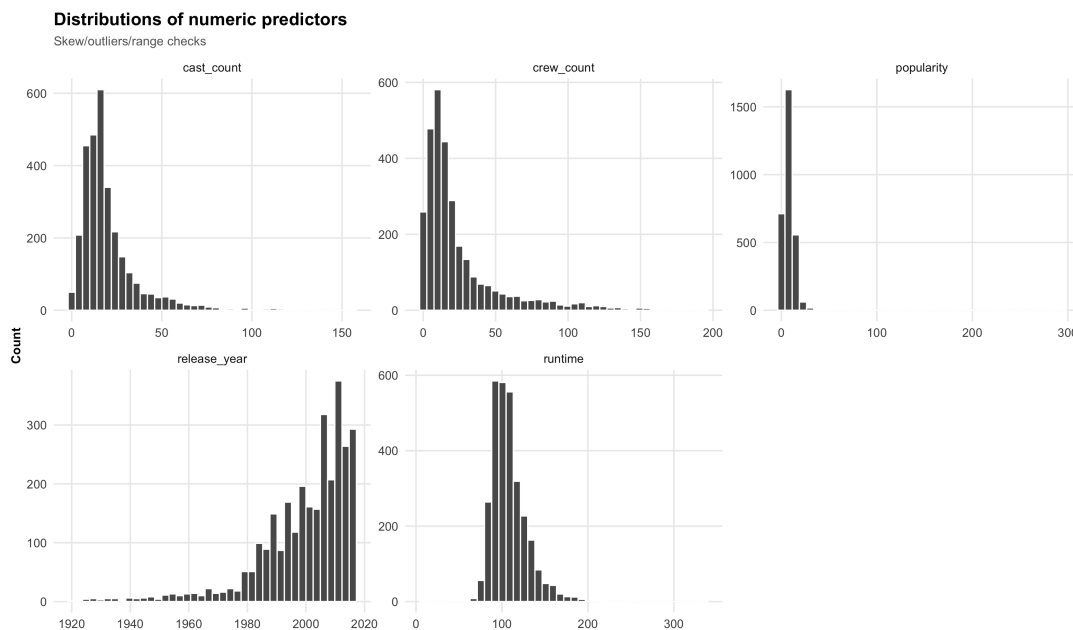 Distributions of numeric predictors
Skew/outliers/range checks
cast_count
600
400
200
0
0 50 100 150
crew_count
600
400
200
0
0 50 100 150 200
popularity
1500
1000
500
0
0 100 200 300
Count
release_year
300
200
100
0
1920 1940 1960 1980 2000 2020
runtime
600
400
200
0
0 100 200 300